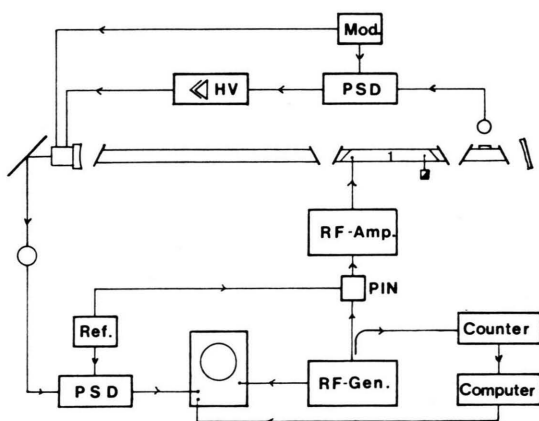 Mod.
HV
PSD
1
RF-Amp.
PIN
Ref.
Counter
PSD
RF-Gen.
Computer